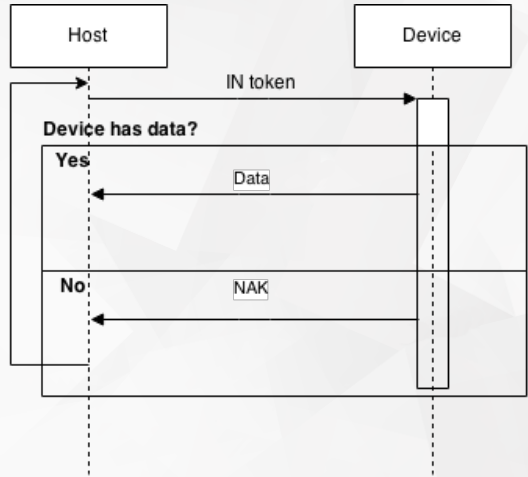 Host
Device
IN token
Device has data?
Yes
Data
No
NAK